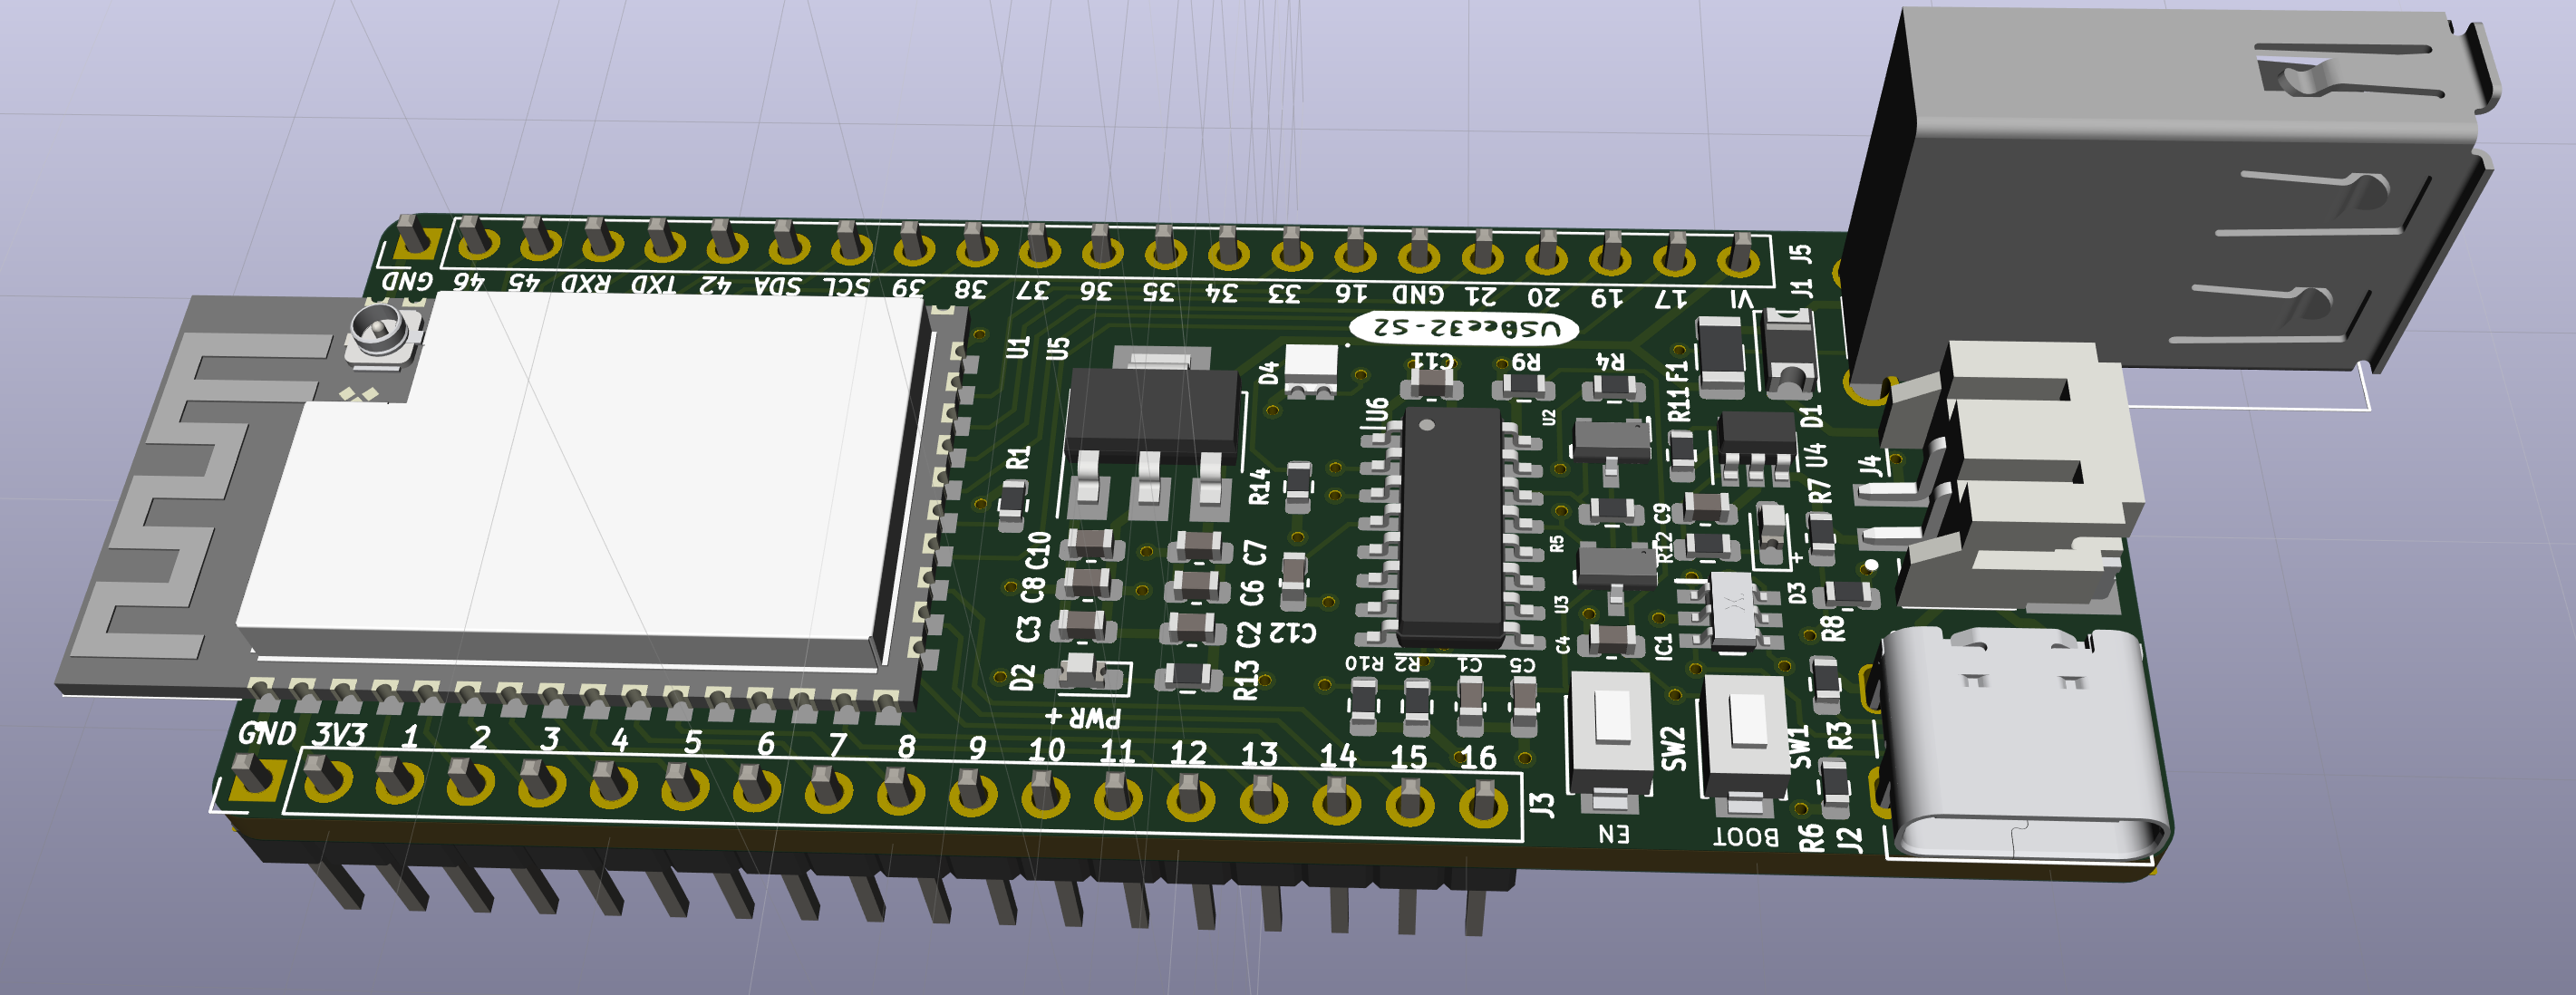 J5
GND 46 45 RXD TXD 42 SDA SCL 39 38 37 36 35 34 33 16 GND 21 20 19 17 VI
J1
USBee32-S2
U1
U5
D4
C11
R9
R4
F1
R11
D1
U6
U2
U4
J4
R1
R14
R7
C9
C10
C7
R5
R12
+
C8
C6
U3
D3
C3
C2
C12
C4
IC1
R8
D2
R13
R10
R2
C1
C5
PWR+
SW2
SW1
R3
GND 3V3 1 2 3 4 5 6 7 8 9 10 11 12 13 14 15 16
J3
EN
BOOT
R6
J2